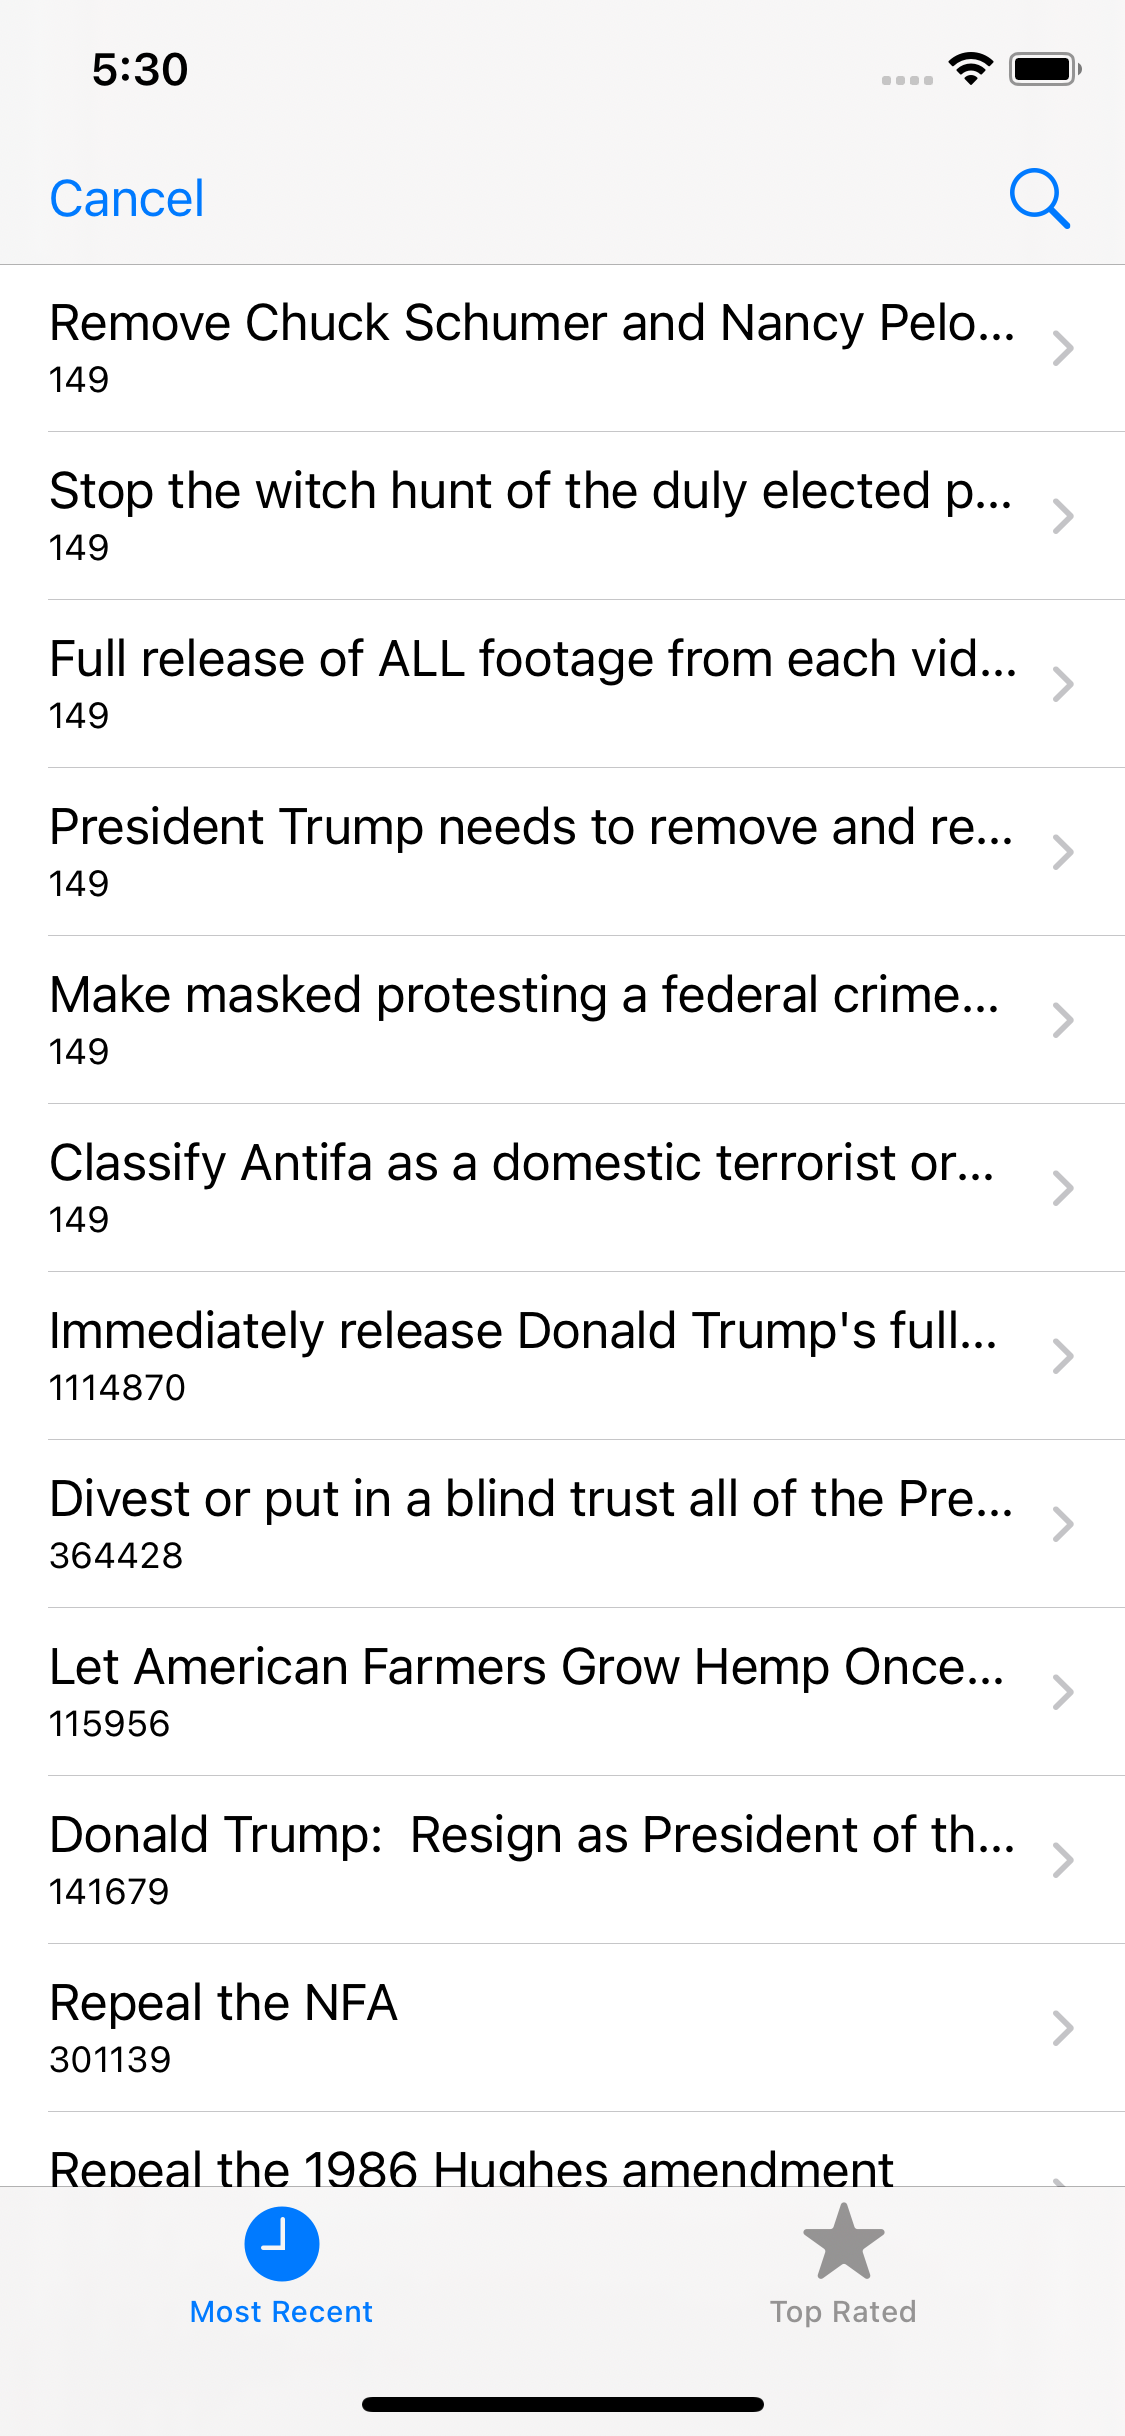 5:30
Cancel
Remove Chuck Schumer and Nancy Pelo...
149
Stop the witch hunt of the duly elected p...
149
Full release of ALL footage from each vid...
149
President Trump needs to remove and re...
149
Make masked protesting a federal crime...
149
Classify Antifa as a domestic terrorist or...
149
Immediately release Donald Trump's full...
1114870
Divest or put in a blind trust all of the Pre...
364428
Let American Farmers Grow Hemp Once...
115956
Donald Trump:  Resign as President of th...
141679
Repeal the NFA
301139
Repeal the 1986 Hughes amendment
Most Recent
Top Rated